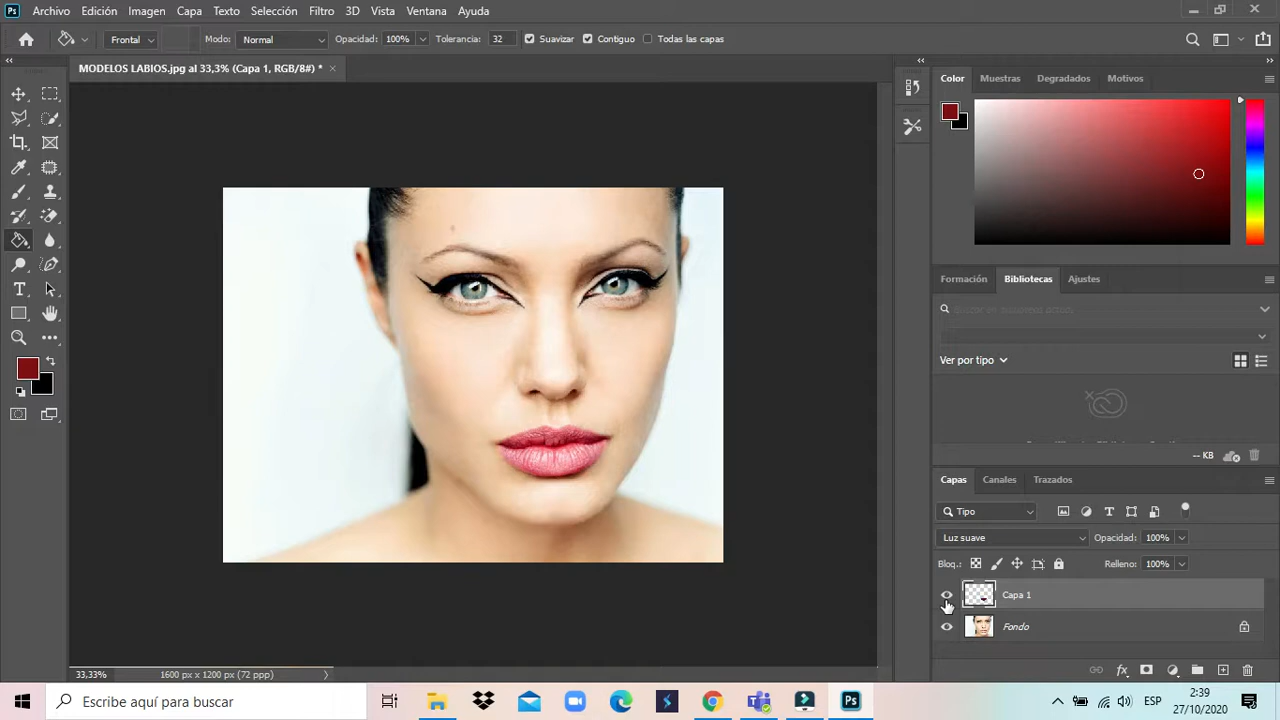 Ps Archivo Edición Imagen Capa Texto Selección Filtro 3D Vista Ventana Ayuda
Frontal Modo: Normal Opacidad: 100% Tolerancia: 32 Suavizar Contiguo Todas las capas
MODELOS LABIOS.jpg al 33,3% (Capa 1, RGB/8#) *
Color Muestras Degradados Motivos
Formación Bibliotecas Ajustes
Ver por tipo
-- KB
Capas Canales Trazados
Tipo
Luz suave Opacidad: 100%
Bloq.: Relleno: 100%
Capa 1
Fondo
33,33% 1600 px x 1200 px (72 ppp)
Escribe aquí para buscar
Ps
ESP
2:39
27/10/2020